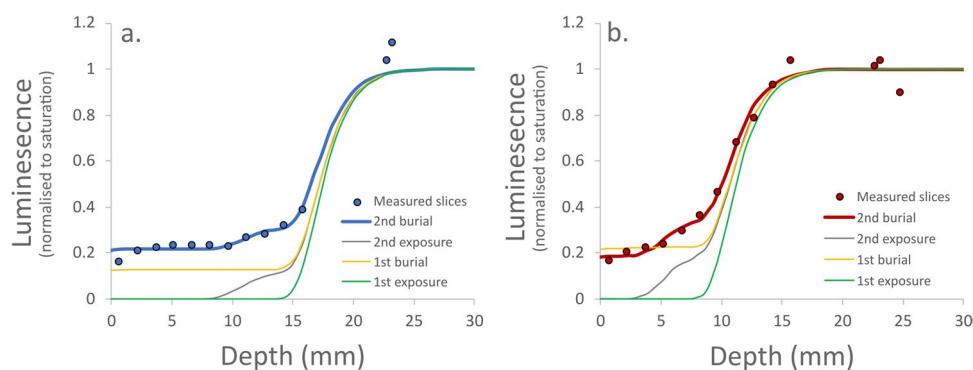 a.
Luminesecnce
(normalised to saturation)
1.2
1
0.8
0.6
0.4
0.2
0
0 5 10 15 20 25 30
Depth (mm)
Measured slices
2nd burial
2nd exposure
1st burial
1st exposure
b.
Luminesecnce
(normalised to saturation)
1.2
1
0.8
0.6
0.4
0.2
0
0 5 10 15 20 25 30
Depth (mm)
Measured slices
2nd burial
2nd exposure
1st burial
1st exposure